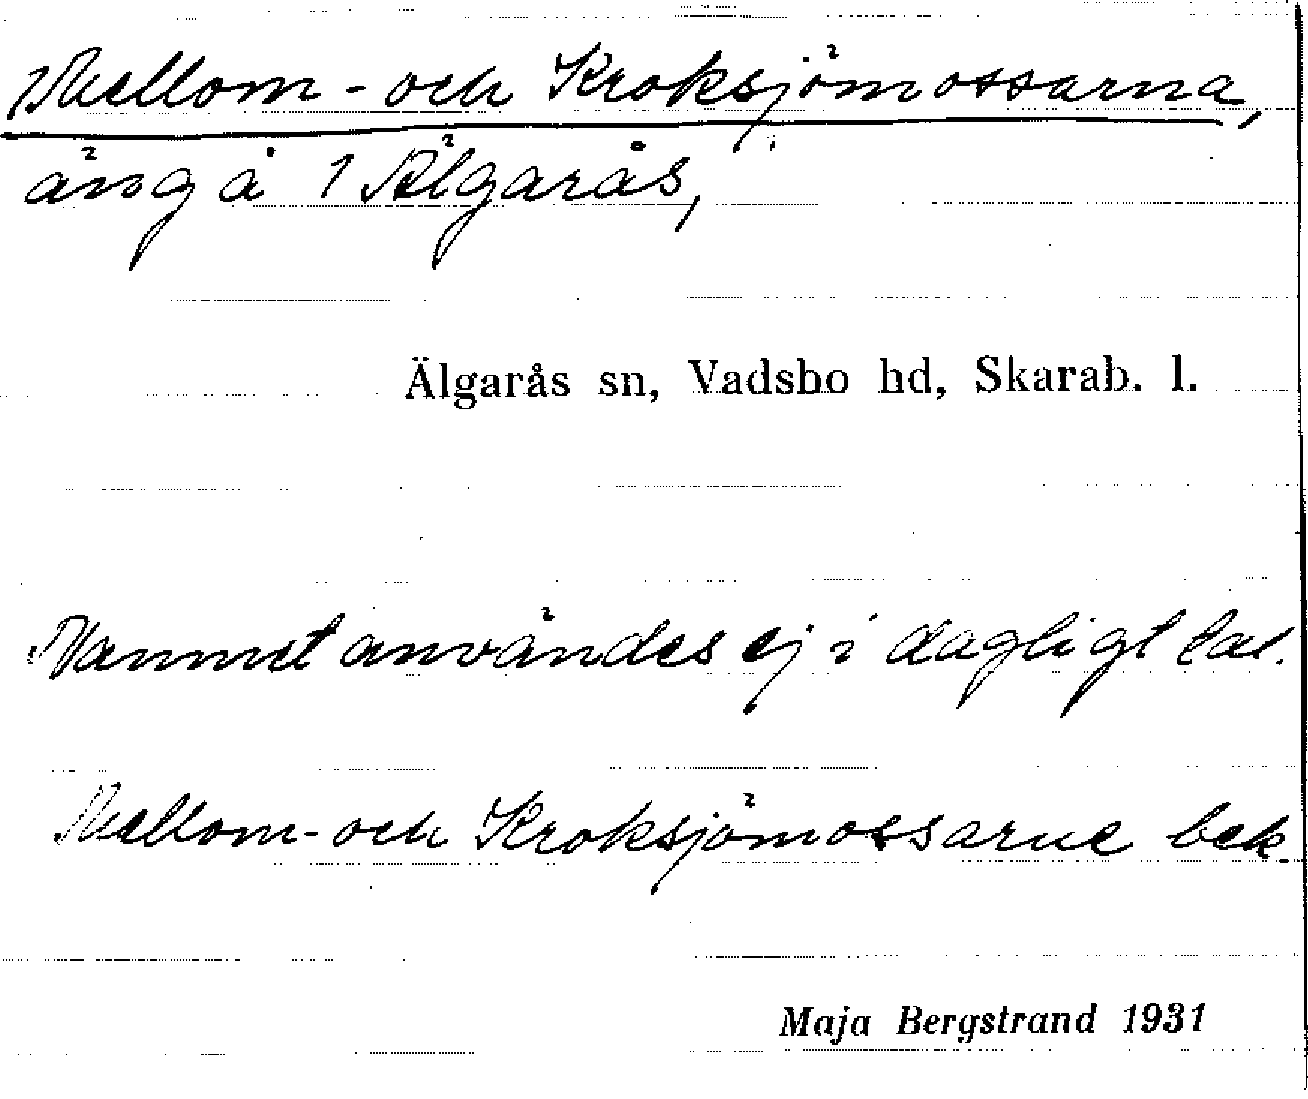 Mellom- och Kroksjömossarna,
äng å 1 Älgarås,
Älgarås sn, Vadsbo hd, Skarab. l.
Namnet användes ej i dagligt tal.
Mellom- och Kroksjömossarne bek.
Maja Bergstrand 1931